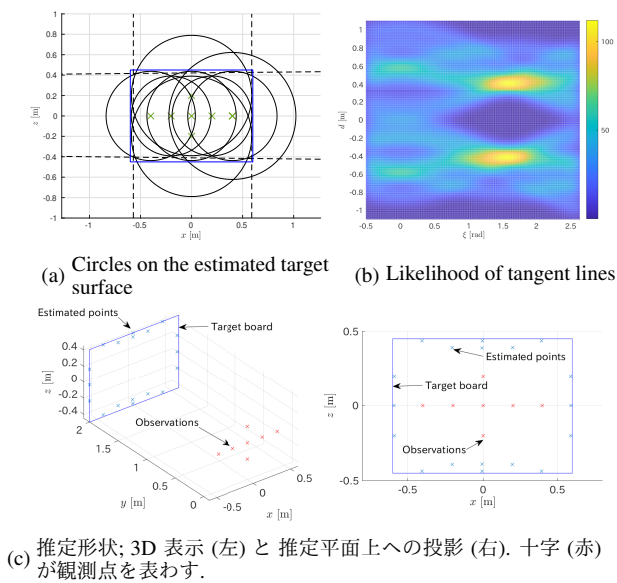 1
0.8
0.6
0.4
0.2
0
-0.2
-0.4
-0.6
-0.8
-1
z [m]
-1
-0.5
0
0.5
1
x [m]
1
0.8
0.6
0.4
0.2
0
-0.2
-0.4
-0.6
-0.8
-1
d [m]
-0.5
0
0.5
1
1.5
2
2.5
ξ [rad]
100
50
(a) Circles on the estimated target
surface
(b) Likelihood of tangent lines
Estimated points
Target board
Observations
0.4
0.2
0
-0.2
-0.4
z [m]
2
1.5
1
0.5
0
y [m]
-0.5
0
0.5
x [m]
0.5
0
-0.5
z [m]
Estimated points
Target board
Observations
-0.5
0
0.5
x [m]
(c) 推定形状; 3D 表示 (左) と 推定平面上への投影 (右). 十字 (赤)
が観測点を表わす.